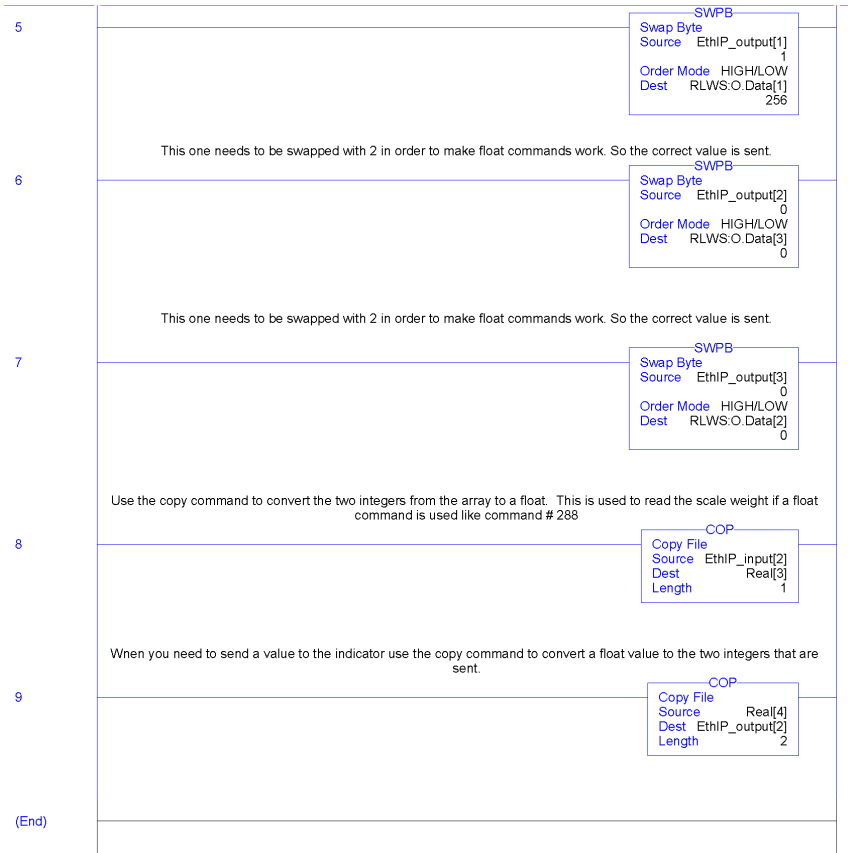 5
SWPB
Swap Byte
Source EthIP_output[1]
1
Order Mode HIGH/LOW
Dest RLWS:O.Data[1]
256
This one needs to be swapped with 2 in order to make float commands work. So the correct value is sent.
6
SWPB
Swap Byte
Source EthIP_output[2]
0
Order Mode HIGH/LOW
Dest RLWS:O.Data[3]
0
This one needs to be swapped with 2 in order to make float commands work. So the correct value is sent.
7
SWPB
Swap Byte
Source EthIP_output[3]
0
Order Mode HIGH/LOW
Dest RLWS:O.Data[2]
0
Use the copy command to convert the two integers from the array to a float. This is used to read the scale weight if a float
command is used like command # 288
8
COP
Copy File
Source EthIP_input[2]
Dest Real[3]
Length 1
Wnen you need to send a value to the indicator use the copy command to convert a float value to the two integers that are
sent.
9
COP
Copy File
Source Real[4]
Dest EthIP_output[2]
Length 2
(End)